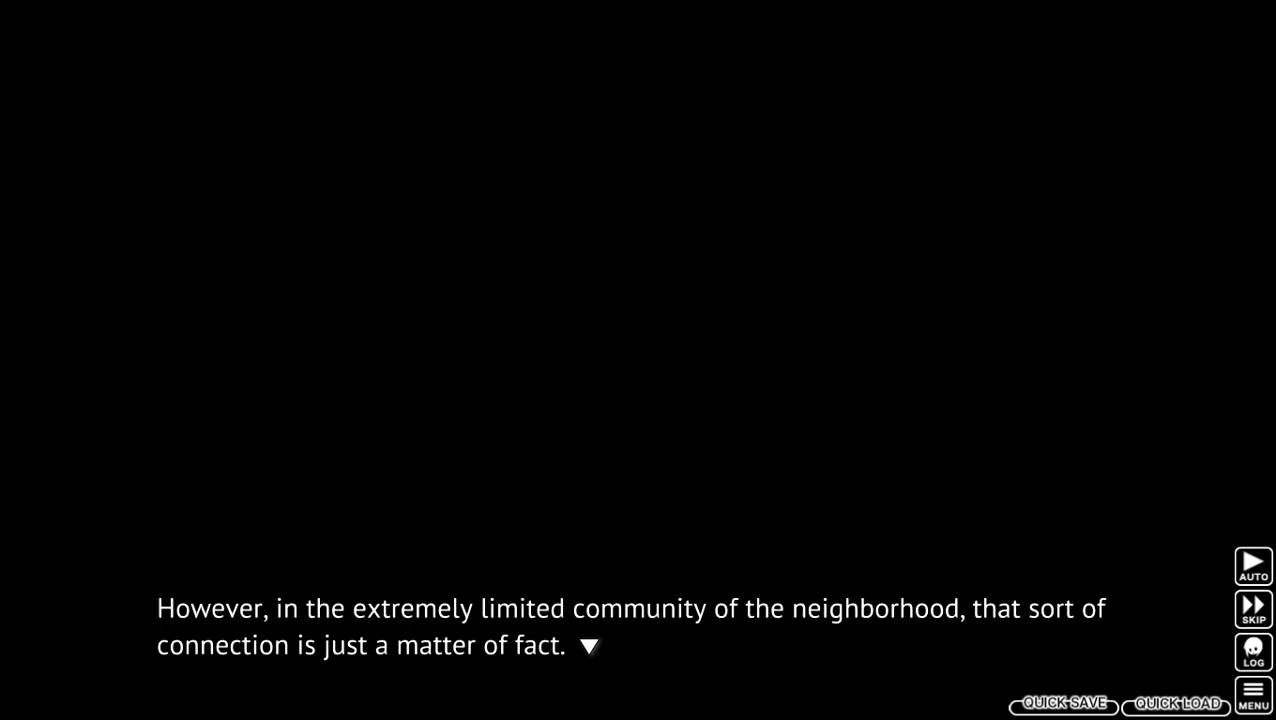 However, in the extremely limited community of the neighborhood, that sort of
connection is just a matter of fact.
AUTO
SKIP
LOG
MENU
QUICK SAVE QUICK LOAD